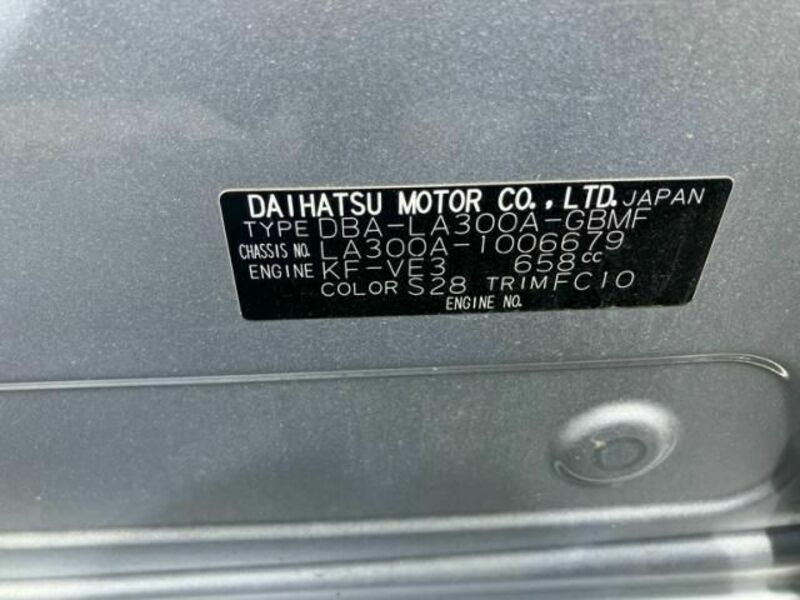 DAIHATSU MOTOR CO., LTD. JAPAN
TYPE DBA-LA300A-GBMF
CHASSIS NO. LA300A-1006679
ENGINE KF-VE3 658cc
COLOR S28 TRIM FC10
ENGINE NO.